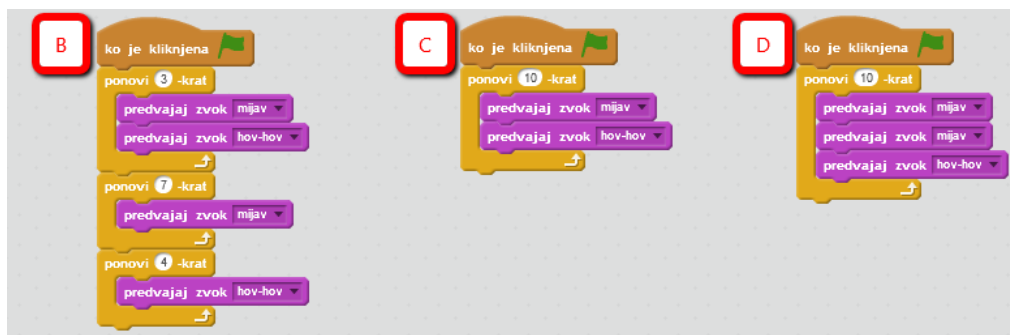 B
ko je kliknjena
ponovi 3 -krat
predvajaj zvok mijav
predvajaj zvok hov-hov
ponovi 7 -krat
predvajaj zvok mijav
ponovi 4 -krat
predvajaj zvok hov-hov
C
ko je kliknjena
ponovi 10 -krat
predvajaj zvok mijav
predvajaj zvok hov-hov
D
ko je kliknjena
ponovi 10 -krat
predvajaj zvok mijav
predvajaj zvok mijav
predvajaj zvok hov-hov